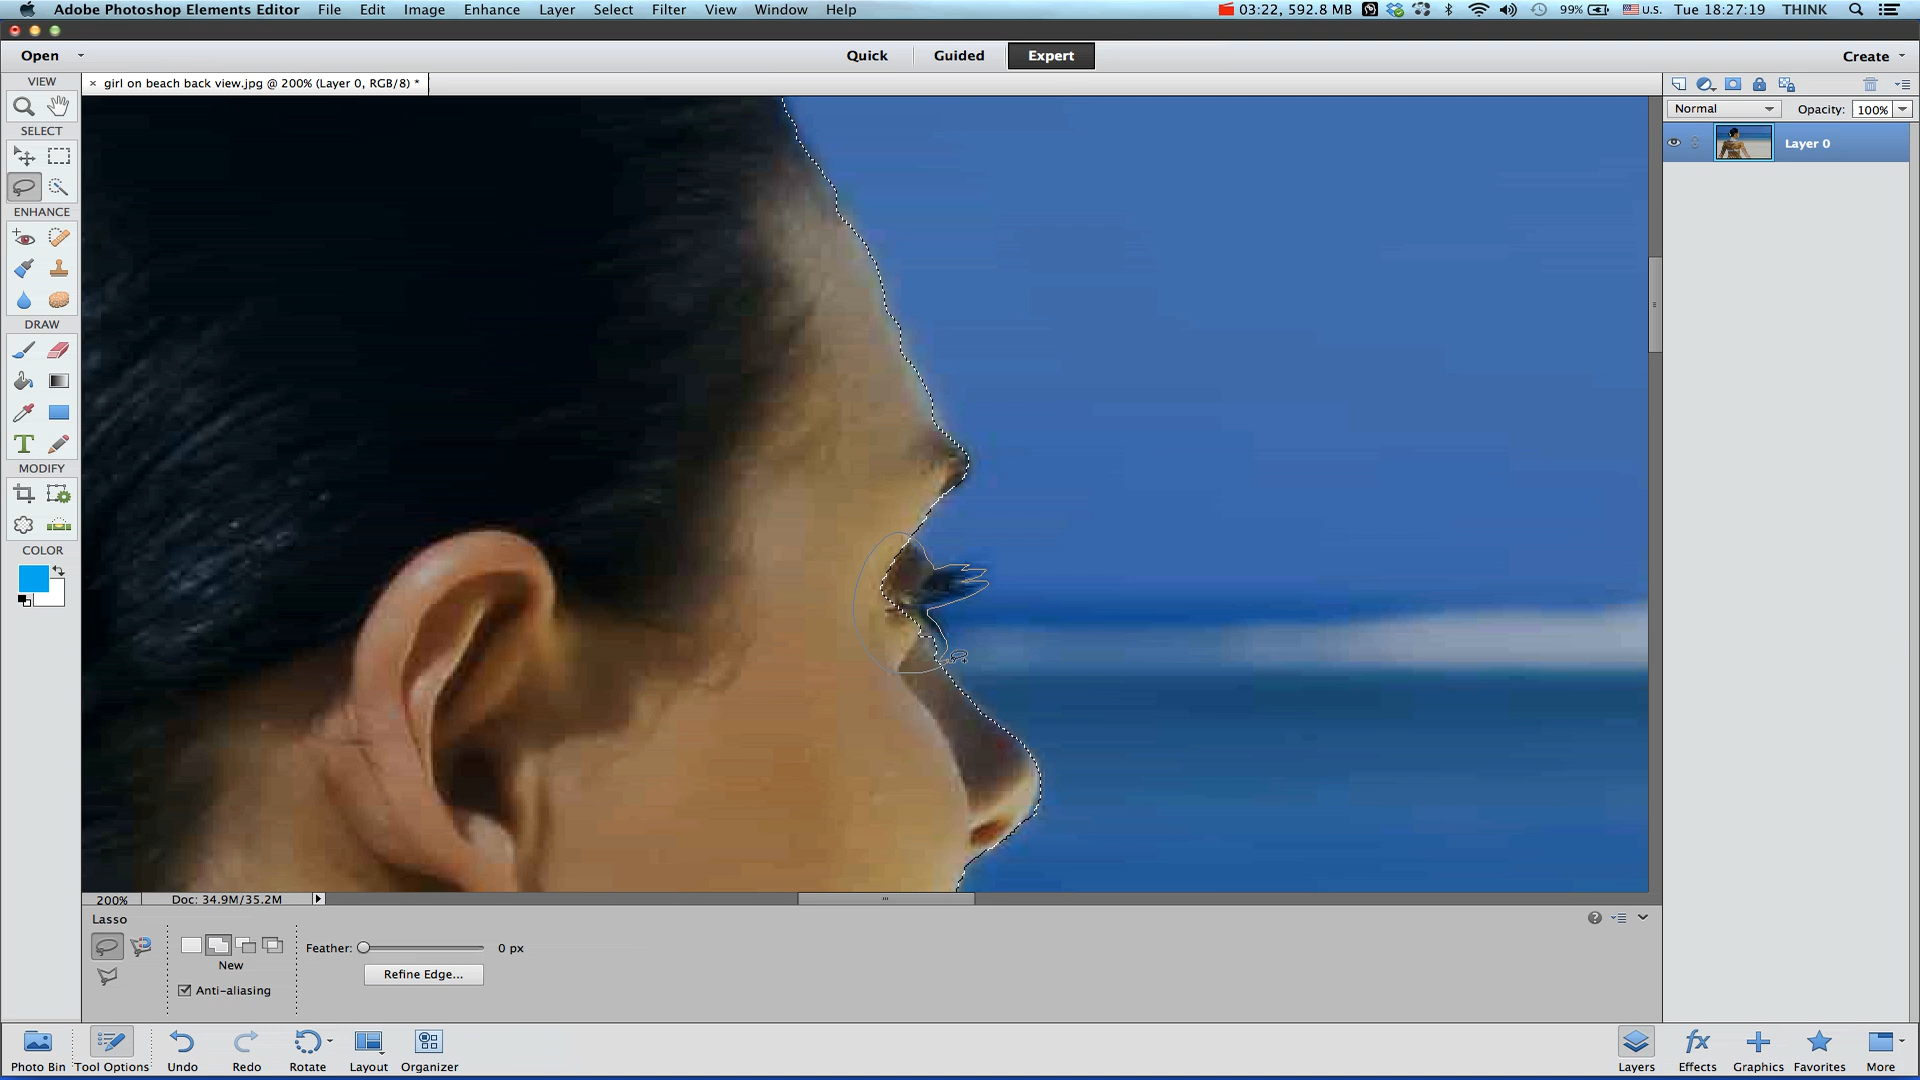 Adobe Photoshop Elements Editor File Edit Image Enhance Layer Select Filter View Window Help 03:22, 592.8 MB 99% U.S. Tue 18:27:19 THINK
Open Quick Guided Expert Create
VIEW × girl on beach back view.jpg @ 200% (Layer 0, RGB/8) *
Normal Opacity: 100%
SELECT
Layer 0
ENHANCE
DRAW
T
MODIFY
COLOR
200% Doc: 34.9M/35.2M
Lasso
Feather: 0 px
New
Refine Edge...
Anti-aliasing
Photo Bin Tool Options Undo Redo Rotate Layout Organizer fx Layers Effects Graphics Favorites More